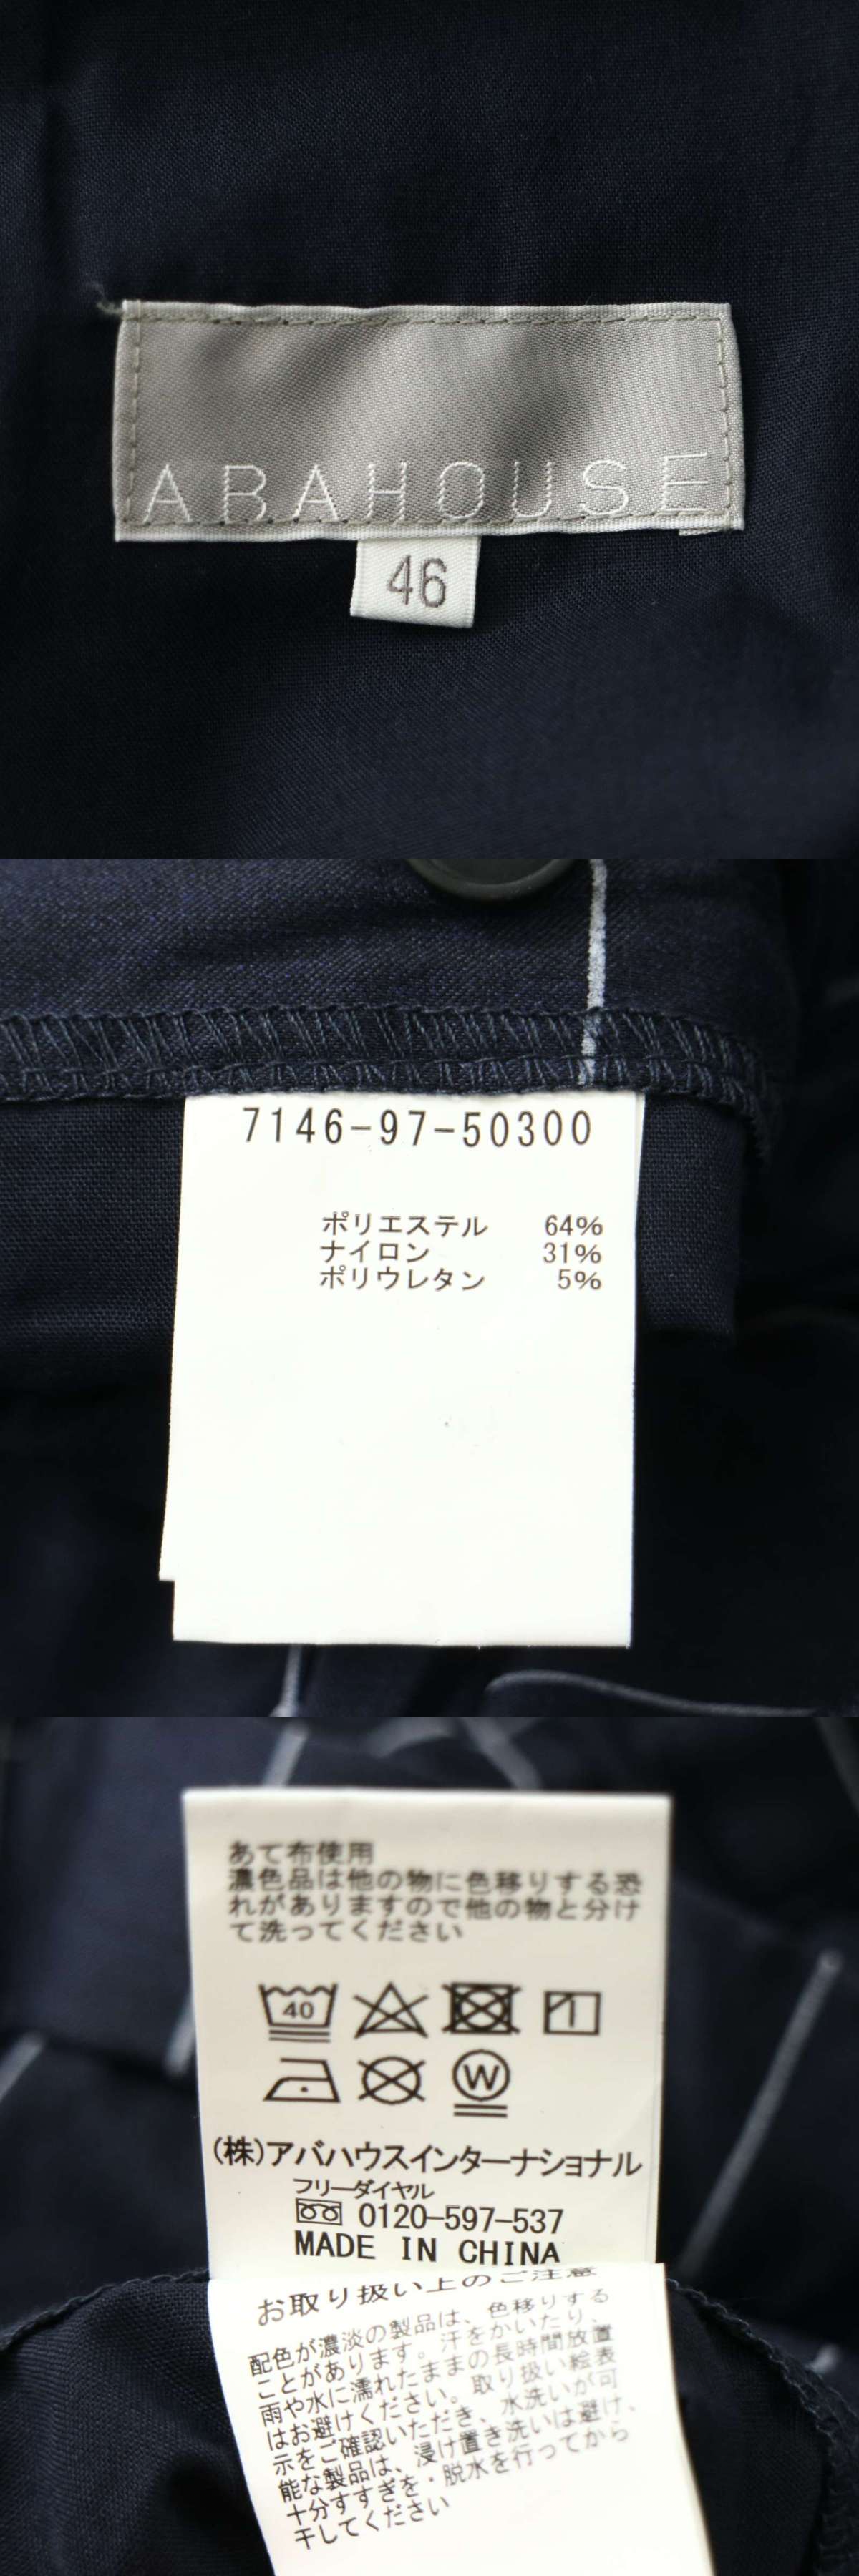 ABAHOUSE
46
7146-97-50300
ポリエステル 64%
ナイロン 31%
ポリウレタン 5%
あて布使用
濃色品は他の物に色移りする恐
れがありますので他の物と分け
て洗ってください
40
W
(株)アバハウスインターナショナル
フリーダイヤル
0120-597-537
MADE IN CHINA
お取り扱い上のご注意
配色が濃淡の製品は、色移りする
ことがあります。汗をかいたり、
雨や水に濡れたままの長時間放置
はお避けください。取り扱い絵表
示をご確認いただき、水洗いが可
能な製品は、浸け置き洗いは避け、
十分すすぎを・脱水を行ってから
干してください